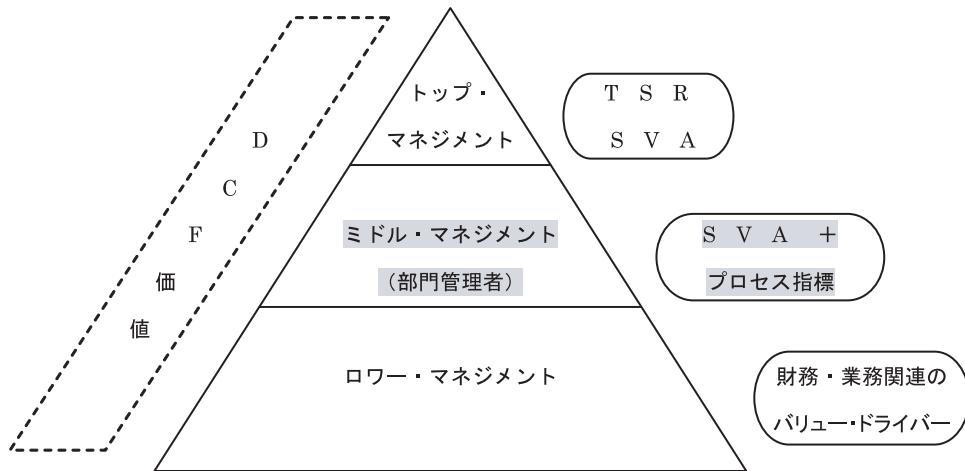 トップ・
マネジメント
T S R
S V A
D
C
F
価
値
ミドル・マネジメント
(部門管理者)
S V A +
プロセス指標
ロワー・マネジメント
財務・業務関連の
バリュー・ドライバー